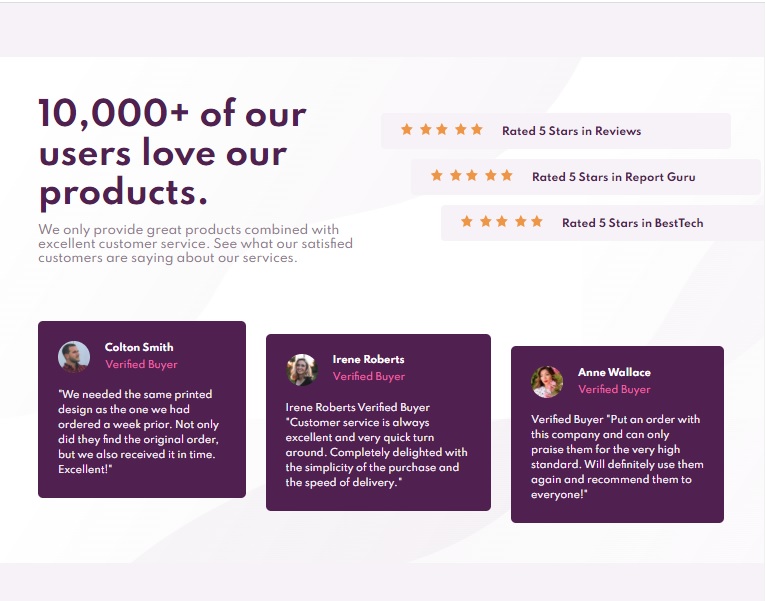 10,000+ of our
users love our
products.
We only provide great products combined with
excellent customer service. See what our satisfied
customers are saying about our services.
Rated 5 Stars in Reviews
Rated 5 Stars in Report Guru
Rated 5 Stars in BestTech
Colton Smith
Verified Buyer
"We needed the same printed
design as the one we had
ordered a week prior. Not only
did they find the original order,
but we also received it in time.
Excellent!"
Irene Roberts
Verified Buyer
Irene Roberts Verified Buyer
"Customer service is always
excellent and very quick turn
around. Completely delighted with
the simplicity of the purchase and
the speed of delivery."
Anne Wallace
Verified Buyer
Verified Buyer "Put an order with
this company and can only
praise them for the very high
standard. Will definitely use them
again and recommend them to
everyone!"